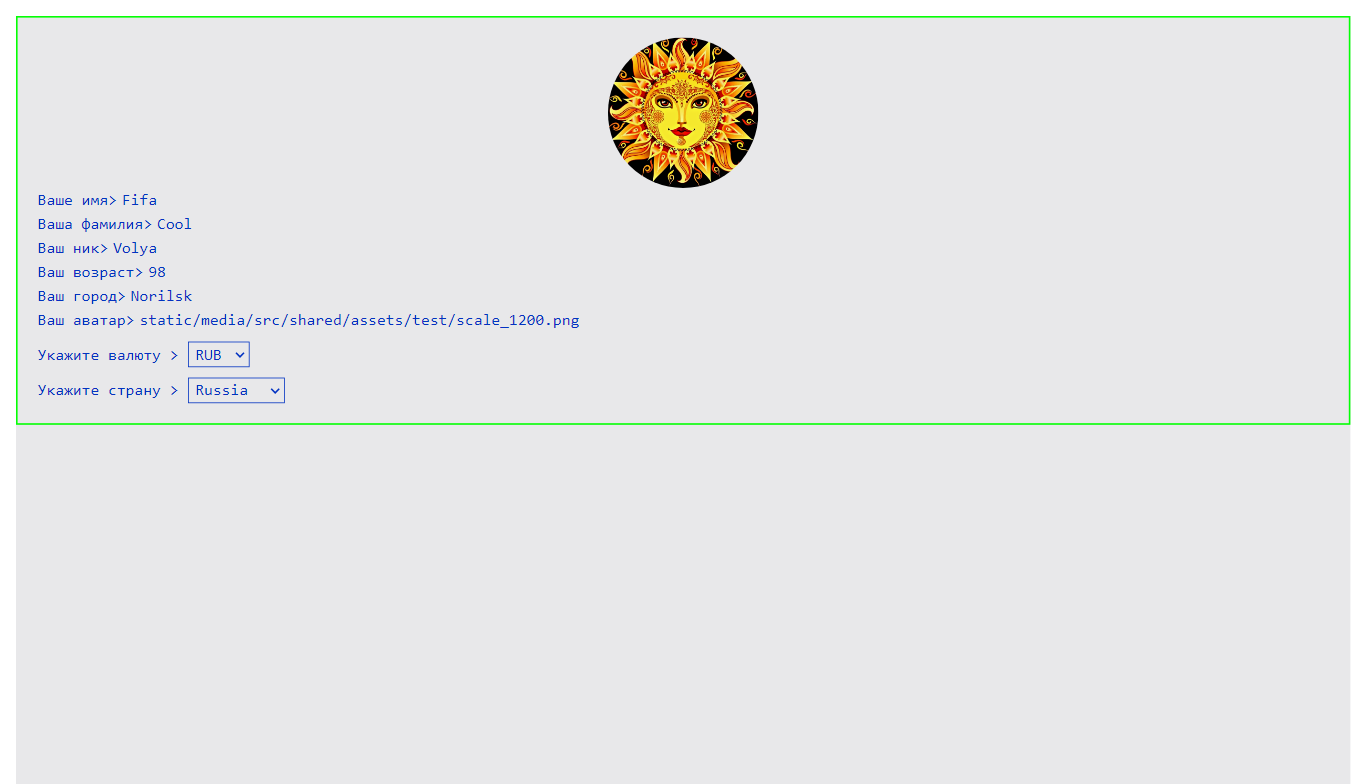 Ваше имя> Fifa
Ваша фамилия> Cool
Ваш ник> Volya
Ваш возраст> 98
Ваш город> Norilsk
Ваш аватар> static/media/src/shared/assets/test/scale_1200.png
Укажите валюту > RUB
Укажите страну > Russia